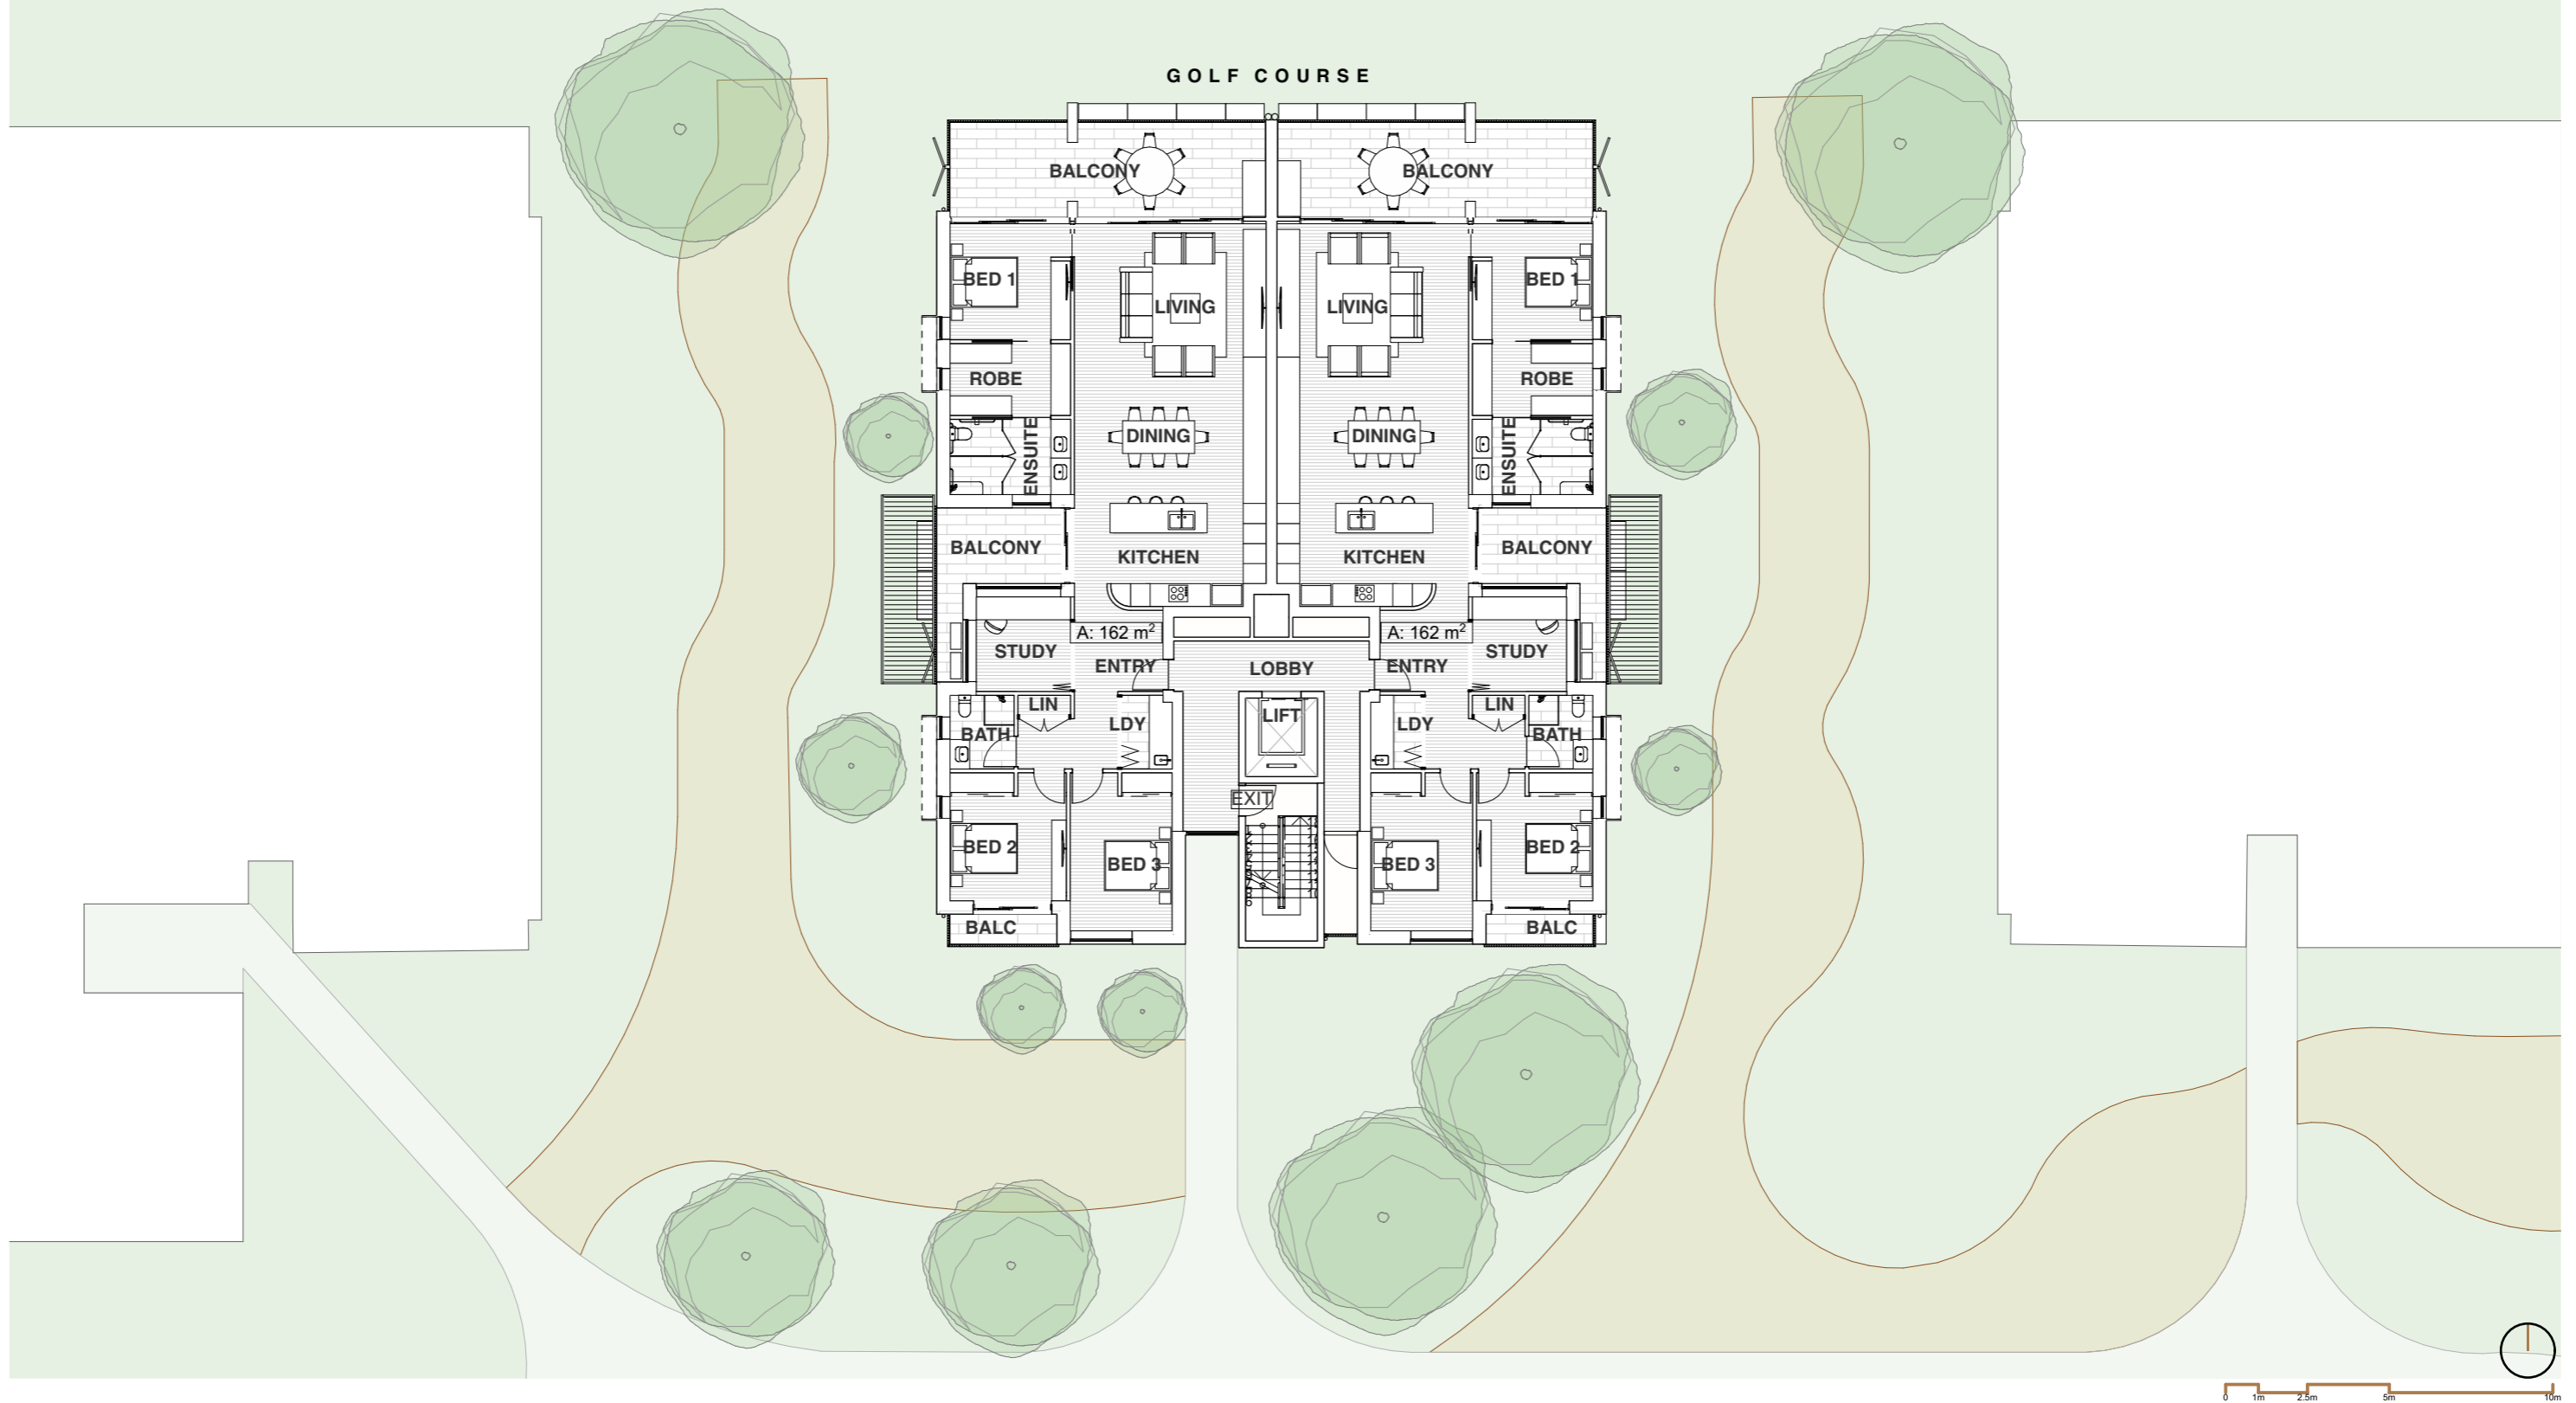 GOLF COURSE
BALCONY BALCONY
BED 1 LIVING LIVING BED 1
ROBE ROBE
ENSUITE DINING DINING ENSUITE
BALCONY KITCHEN KITCHEN BALCONY
A: 162 m² A: 162 m²
STUDY ENTRY LOBBY ENTRY STUDY
LIN LIFT LIN
BATH LDY LDY BATH
EXIT
BED 2 BED 3 BED 3 BED 2
BALC BALC
0 1m 2.5m 5m 10m